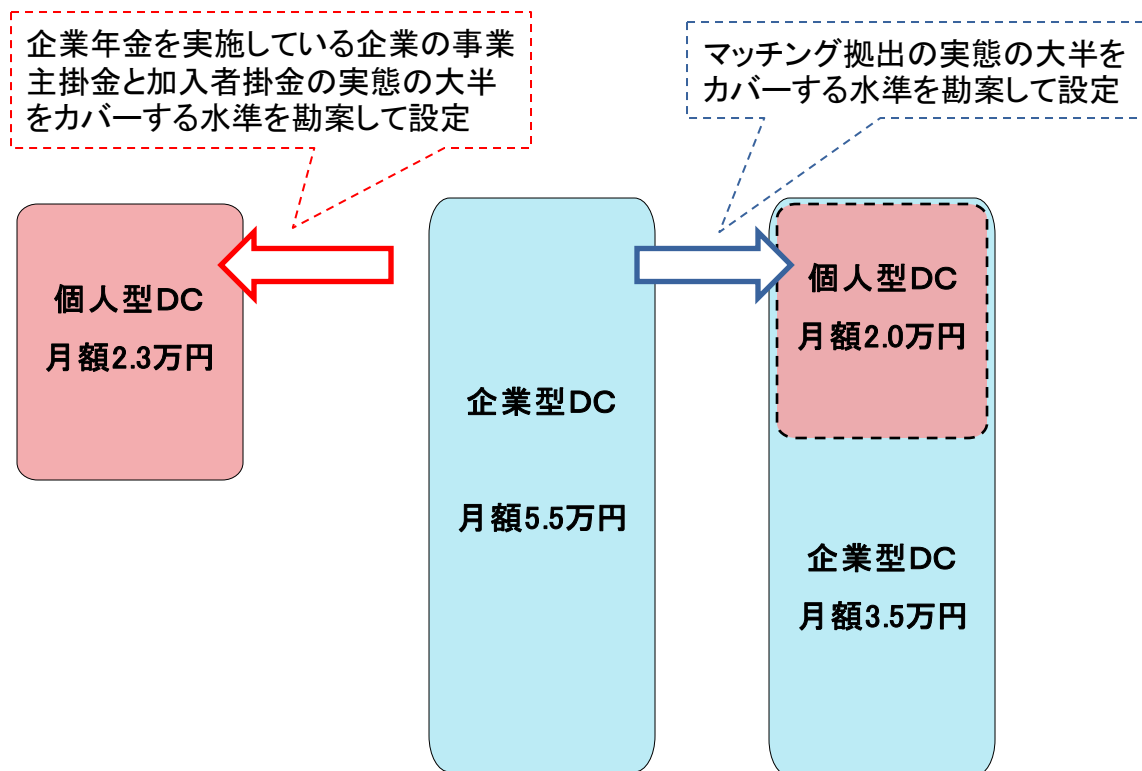 企業年金を実施している企業の事業
主掛金と加入者掛金の実態の大半
をカバーする水準を勘案して設定
マッチング拠出の実態の大半を
カバーする水準を勘案して設定
個人型DC
月額2.3万円
企業型DC
月額5.5万円
個人型DC
月額2.0万円
企業型DC
月額3.5万円